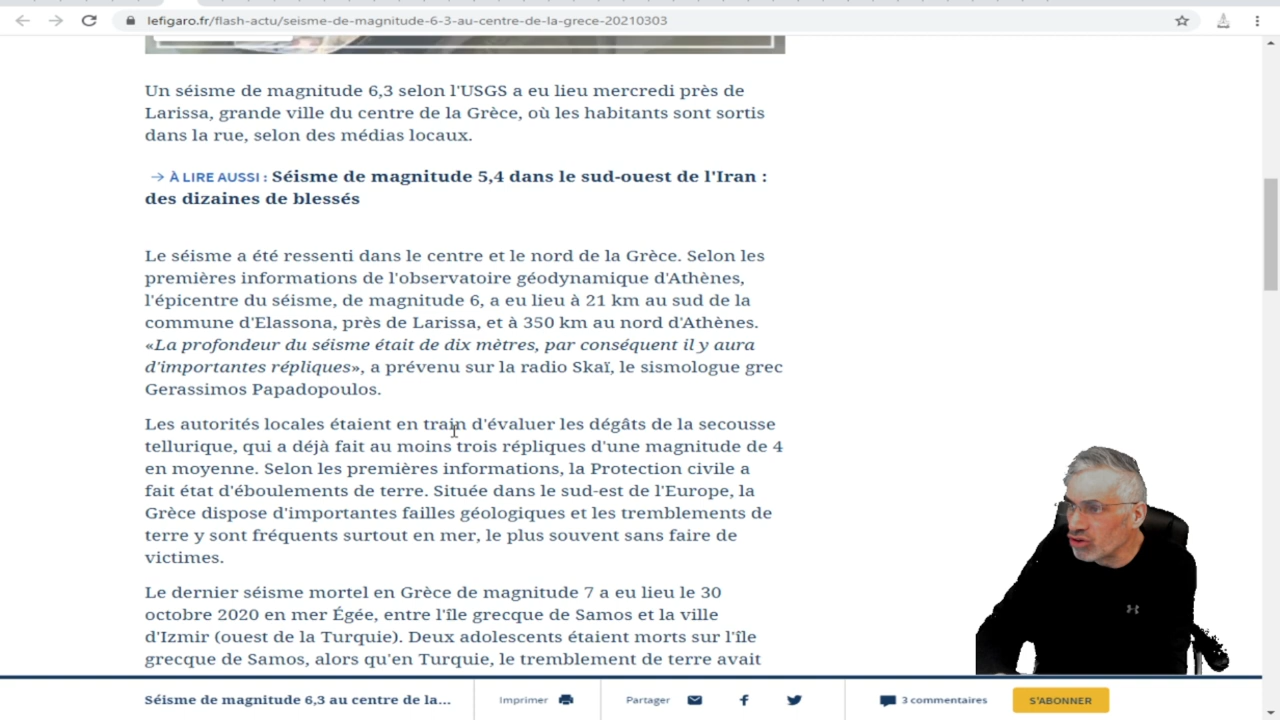 lefigaro.fr/flash-actu/seisme-de-magnitude-6-3-au-centre-de-la-grece-20210303
Un séisme de magnitude 6,3 selon l'USGS a eu lieu mercredi près de
Larissa, grande ville du centre de la Grèce, où les habitants sont sortis
dans la rue, selon des médias locaux.
→ À LIRE AUSSI : Séisme de magnitude 5,4 dans le sud-ouest de l'Iran :
des dizaines de blessés
Le séisme a été ressenti dans le centre et le nord de la Grèce. Selon les
premières informations de l'observatoire géodynamique d'Athènes,
l'épicentre du séisme, de magnitude 6, a eu lieu à 21 km au sud de la
commune d'Elassona, près de Larissa, et à 350 km au nord d'Athènes.
«La profondeur du séisme était de dix mètres, par conséquent il y aura
d'importantes répliques», a prévenu sur la radio Skaï, le sismologue grec
Gerassimos Papadopoulos.
Les autorités locales étaient en train d'évaluer les dégâts de la secousse
tellurique, qui a déjà fait au moins trois répliques d'une magnitude de 4
en moyenne. Selon les premières informations, la Protection civile a
fait état d'éboulements de terre. Située dans le sud-est de l'Europe, la
Grèce dispose d'importantes failles géologiques et les tremblements de
terre y sont fréquents surtout en mer, le plus souvent sans faire de
victimes.
Le dernier séisme mortel en Grèce de magnitude 7 a eu lieu le 30
octobre 2020 en mer Égée, entre l'île grecque de Samos et la ville
d'Izmir (ouest de la Turquie). Deux adolescents étaient morts sur l'île
grecque de Samos, alors qu'en Turquie, le tremblement de terre avait
Séisme de magnitude 6,3 au centre de la... Imprimer Partager 3 commentaires S'ABONNER